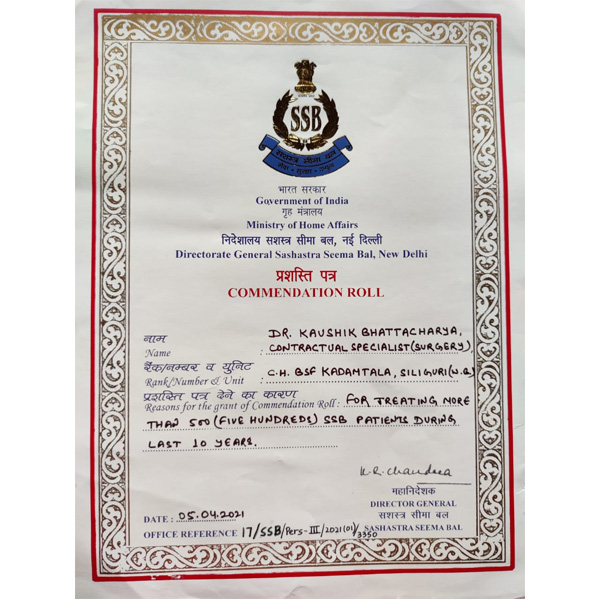 SSB
सशस्त्र सीमा बल
सेवा - सुरक्षा - बन्धुत्व
भारत सरकार
Government of India
गृह मंत्रालय
Ministry of Home Affairs
निदेशालय सशस्त्र सीमा बल, नई दिल्ली
Directorate General Sashastra Seema Bal, New Delhi
प्रशस्ति पत्र
COMMENDATION ROLL
नाम
Name : DR. KAUSHIK BHATTACHARYA,
CONTRACTUAL SPECIALIST (SURGERY)
रैंक/नम्बर व युनिट
Rank/Number & Unit : C.H. BSF KADAMTALA, SILIGURI (W.B)
प्रशस्ति पत्र देने का कारण
Reasons for the grant of Commendation Roll : FOR TREATING MORE
THAN 500 (FIVE HUNDREDS) SSB PATIENTS DURING
LAST 10 YEARS.
K.R. Chandra
महानिदेशक
DIRECTOR GENERAL
सशस्त्र सीमा बल
SASHASTRA SEEMA BAL
DATE : 05.04.2021
OFFICE REFERENCE 17/SSB/Pers-III/2021(01)/3350